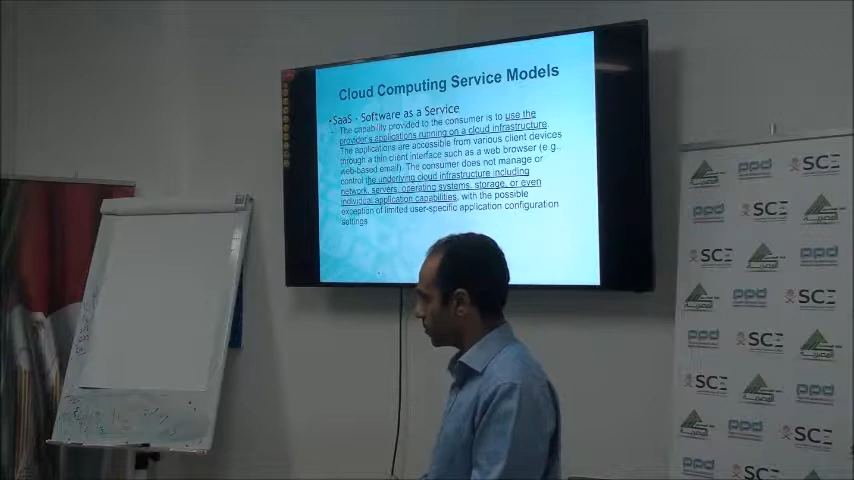 Cloud Computing Service Models
•SaaS - Software as a Service
- The capability provided to the consumer is to use the
provider's applications running on a cloud infrastructure.
The applications are accessible from various client devices
through a thin client interface such as a web browser (e.g.,
web-based email). The consumer does not manage or
control the underlying cloud infrastructure including
network, servers, operating systems, storage, or even
individual application capabilities, with the possible
exception of limited user-specific application configuration
settings
ppd SCE
ppd SCE
SCE ppd
ppd SCE
ppd SCE
SCE ppd
ppd SCE
ppd SCE